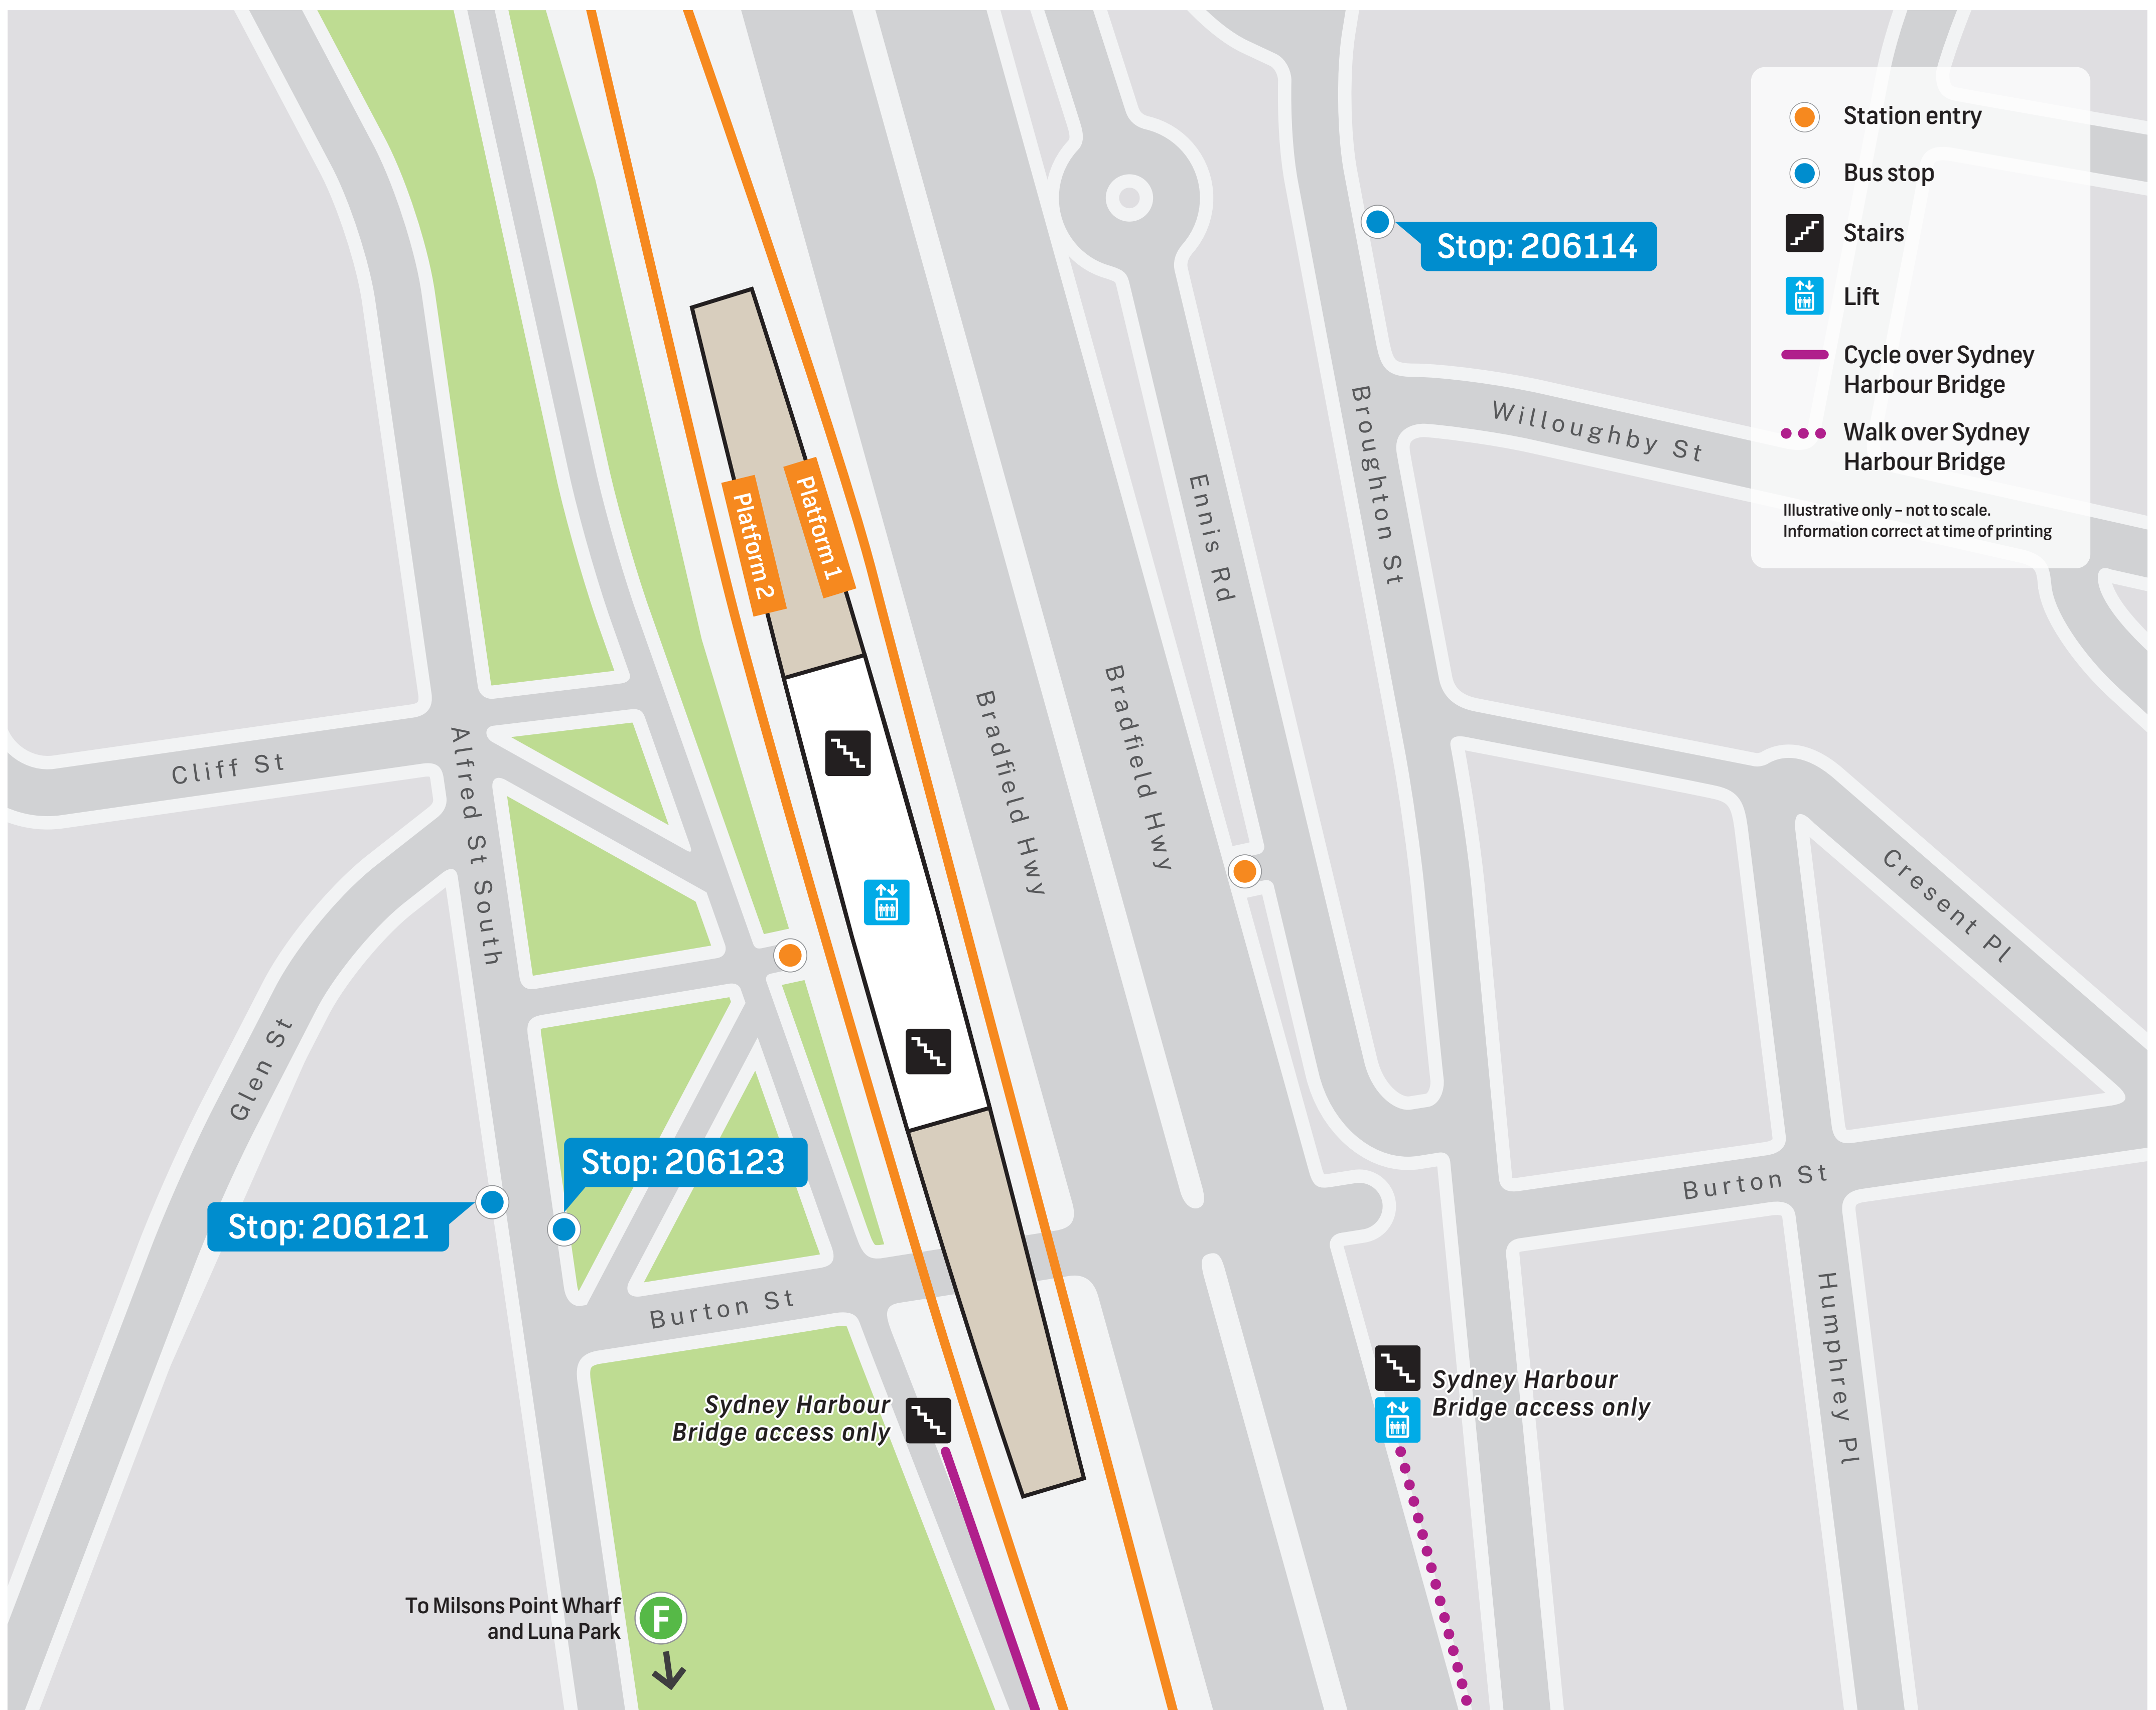 Station entry
Bus stop
Stairs
Lift
Cycle over Sydney
Harbour Bridge
Walk over Sydney
Harbour Bridge
Illustrative only – not to scale.
Information correct at time of printing
Stop: 206114
Willoughby St
Broughton St
Ennis Rd
Platform 1
Platform 2
Bradfield Hwy
Bradfield Hwy
Cliff St
Alfred St South
Cresent Pl
Glen St
Stop: 206123
Stop: 206121
Burton St
Burton St
Humphrey Pl
Sydney Harbour
Bridge access only
Sydney Harbour
Bridge access only
To Milsons Point Wharf
and Luna Park
F